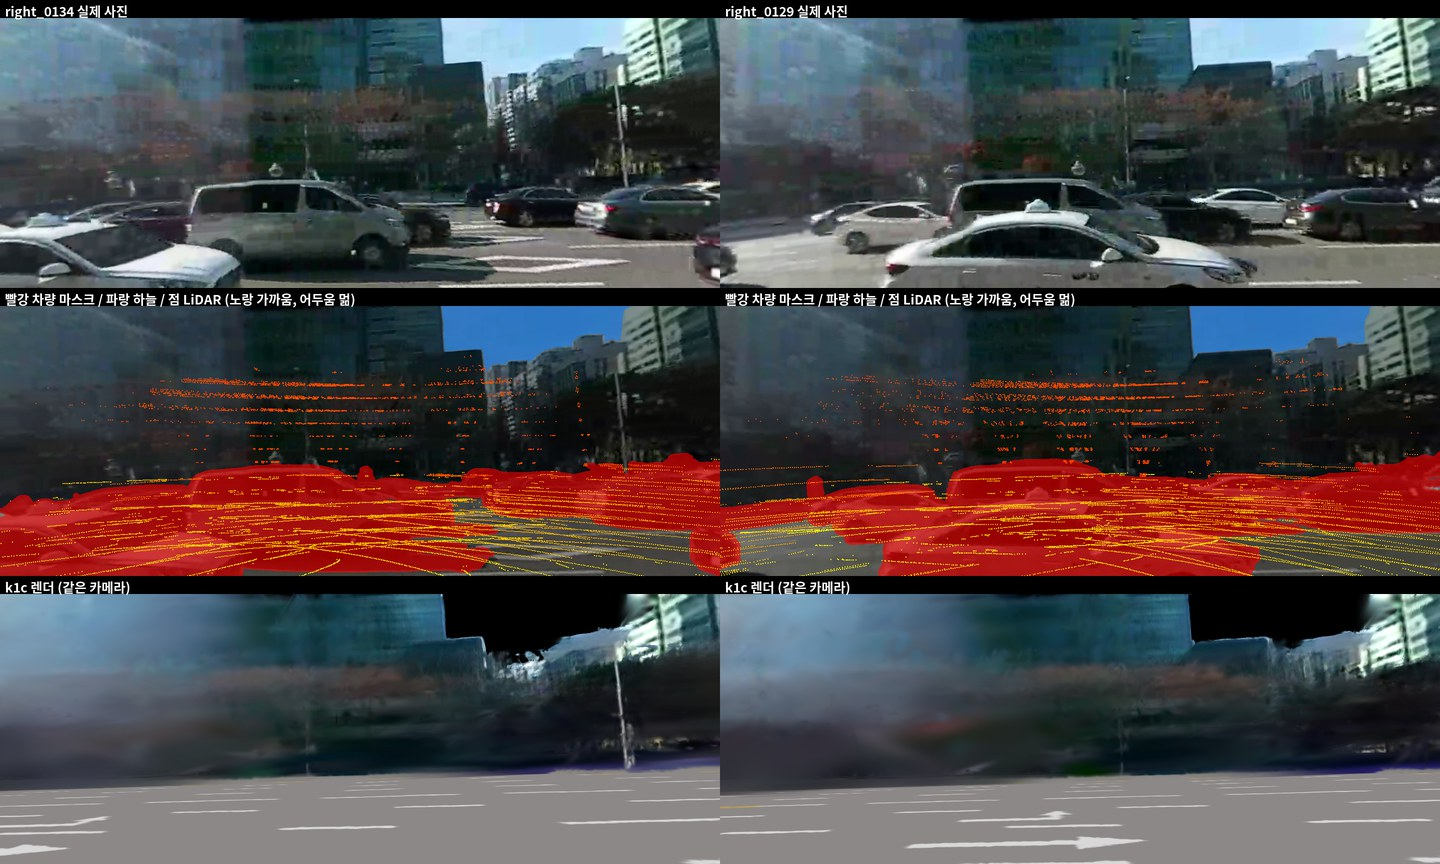 right_0134 실제 사진
right_0129 실제 사진
빨강 차량 마스크 / 파랑 하늘 / 점 LiDAR (노랑 가까움, 어두움 멂)
빨강 차량 마스크 / 파랑 하늘 / 점 LiDAR (노랑 가까움, 어두움 멂)
k1c 렌더 (같은 카메라)
k1c 렌더 (같은 카메라)